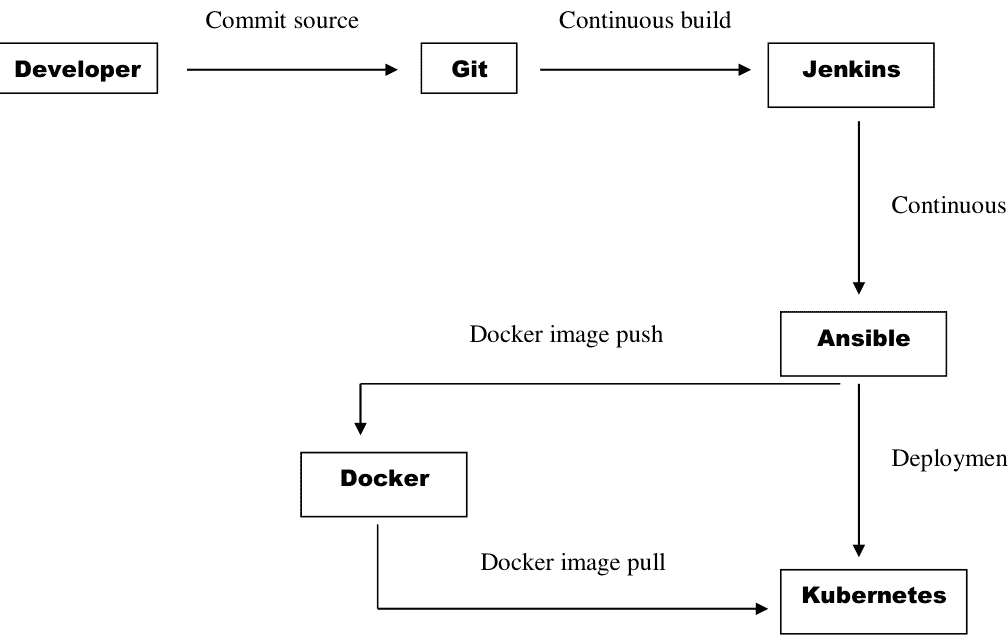 Commit source
Continuous build
Developer
Git
Jenkins
Continuous
Docker image push
Ansible
Docker
Deploymen
Docker image pull
Kubernetes